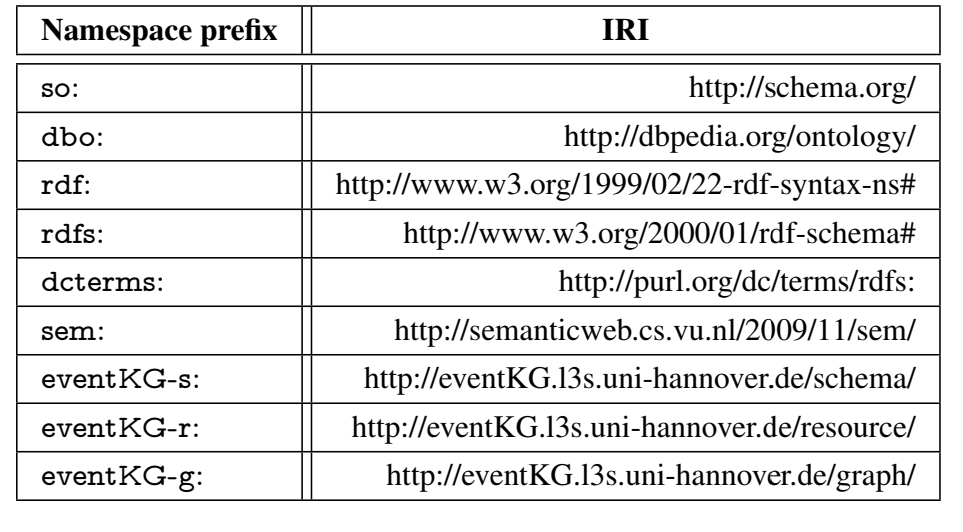 Namespace prefix IRI
so: http://schema.org/
dbo: http://dbpedia.org/ontology/
rdf: http://www.w3.org/1999/02/22-rdf-syntax-ns#
rdfs: http://www.w3.org/2000/01/rdf-schema#
dcterms: http://purl.org/dc/terms/rdfs:
sem: http://semanticweb.cs.vu.nl/2009/11/sem/
eventKG-s: http://eventKG.l3s.uni-hannover.de/schema/
eventKG-r: http://eventKG.l3s.uni-hannover.de/resource/
eventKG-g: http://eventKG.l3s.uni-hannover.de/graph/